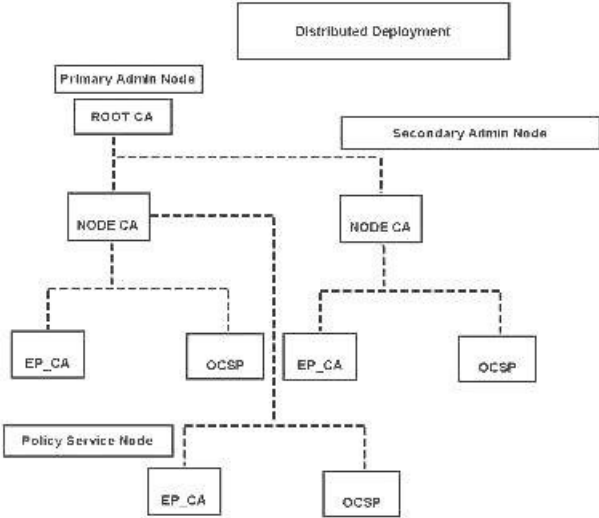 Distributed Deployment
Primary Admin Node
ROOT CA
Secondary Admin Node
NODE CA
NODE CA
EP_CA
OCSP
EP_CA
OCSP
Policy Service Node
EP_CA
OCSP